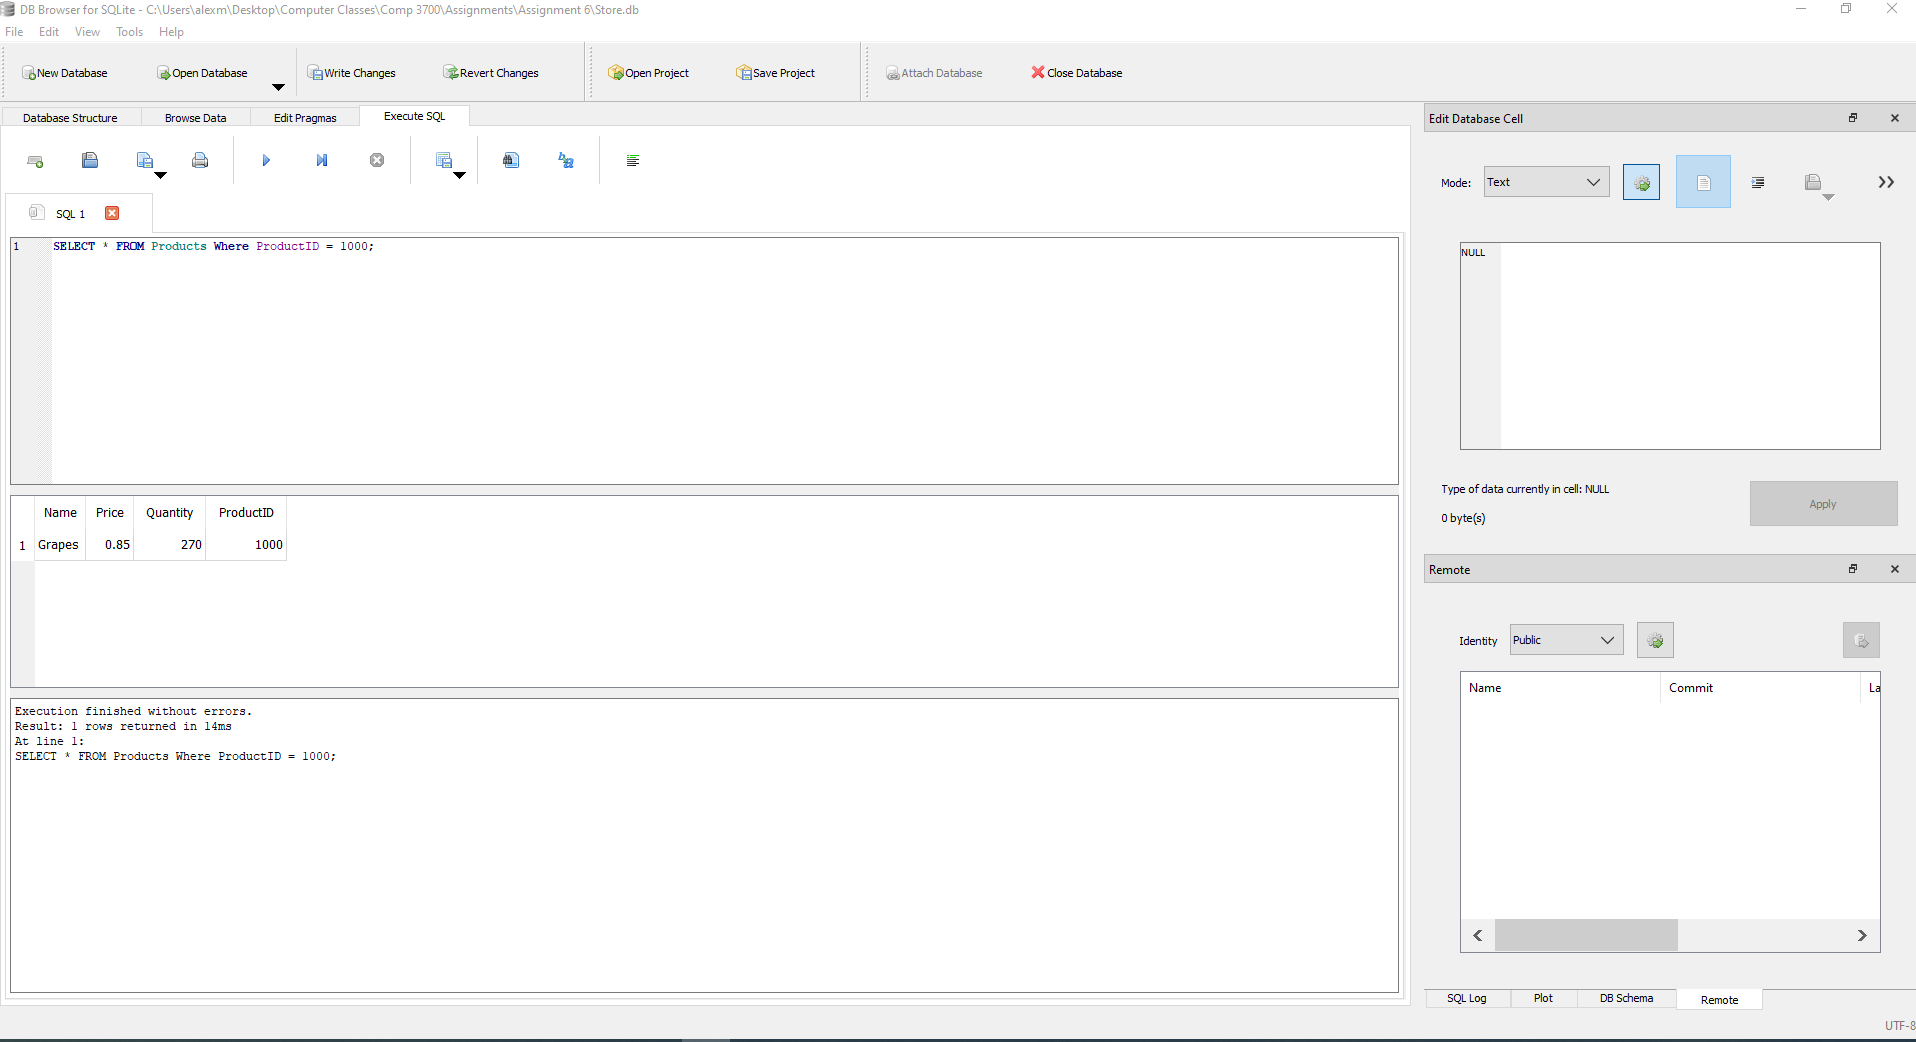 DB Browser for SQLite - C:\Users\alexm\Desktop\Computer Classes\Comp 3700\Assignments\Assignment 6\Store.db
File Edit View Tools Help
New Database Open Database Write Changes Revert Changes Open Project Save Project Attach Database Close Database
Database Structure Browse Data Edit Pragmas Execute SQL
SQL 1
1 SELECT * FROM Products Where ProductID = 1000;
Name Price Quantity ProductID
1 Grapes 0.85 270 1000
Execution finished without errors.
Result: 1 rows returned in 14ms
At line 1:
SELECT * FROM Products Where ProductID = 1000;
Edit Database Cell
Mode: Text
NULL
Type of data currently in cell: NULL
0 byte(s)
Apply
Remote
Identity Public
Name Commit La
SQL Log Plot DB Schema Remote
UTF-8